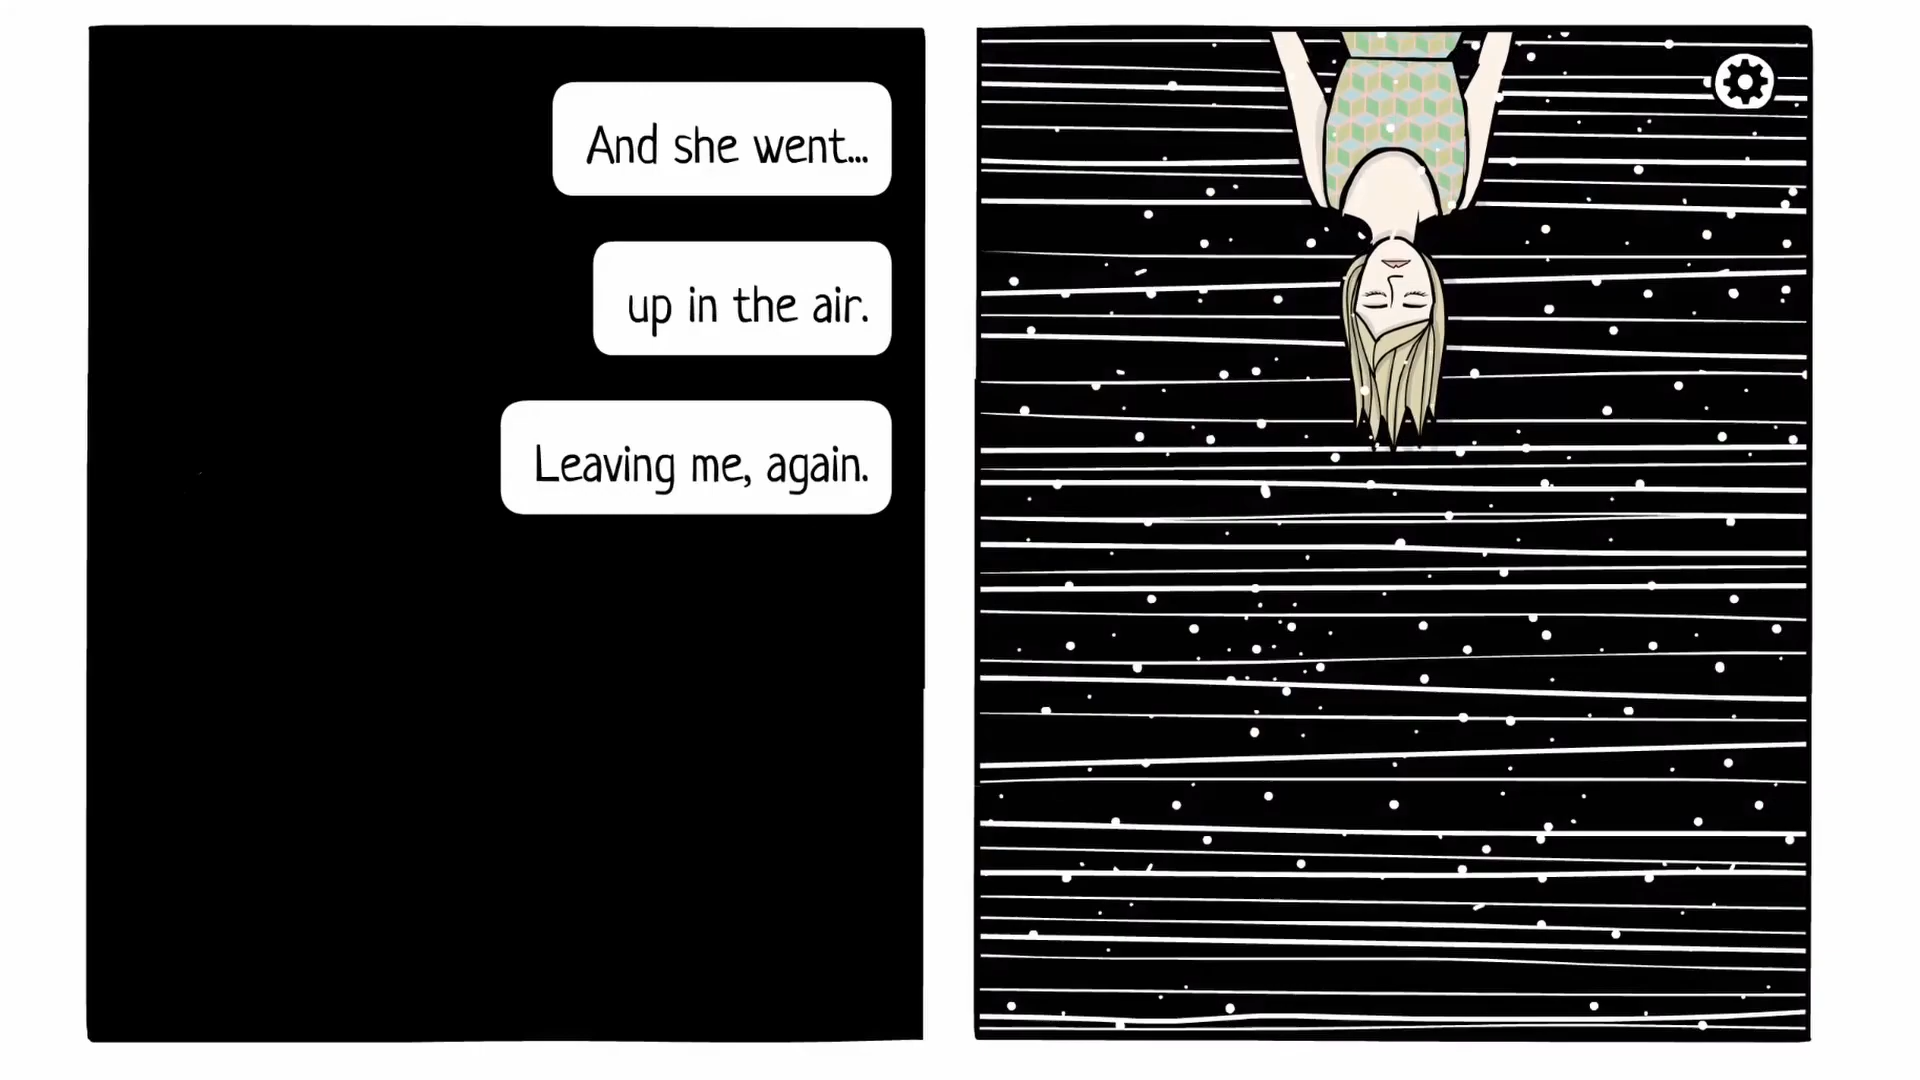 And she went...
up in the air.
Leaving me, again.